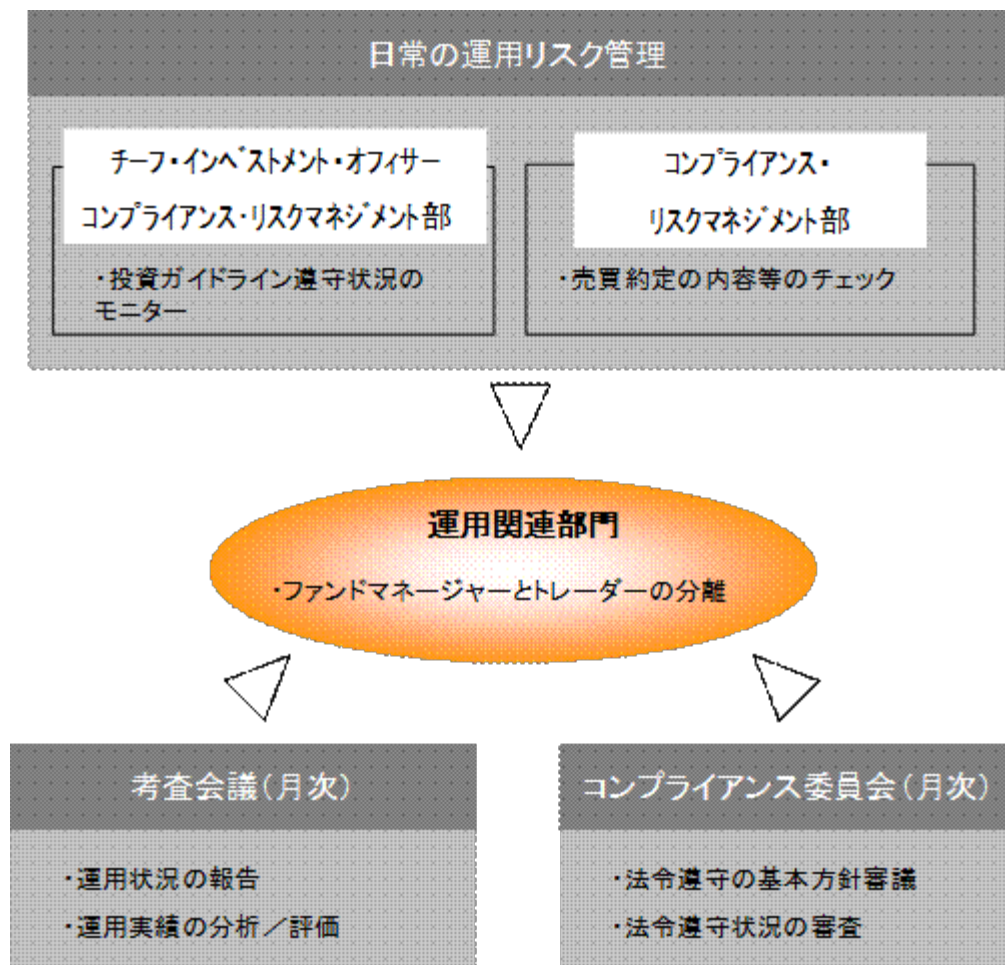 日常の運用リスク管理
チーフ・インベストメント・オフィサー
コンプライアンス・リスクマネジメント部
・投資ガイドライン遵守状況の
モニター
コンプライアンス・
リスクマネジメント部
・売買約定の内容等のチェック
運用関連部門
・ファンドマネージャーとトレーダーの分離
考査会議(月次)
・運用状況の報告
・運用実績の分析／評価
コンプライアンス委員会(月次)
・法令遵守の基本方針審議
・法令遵守状況の審査